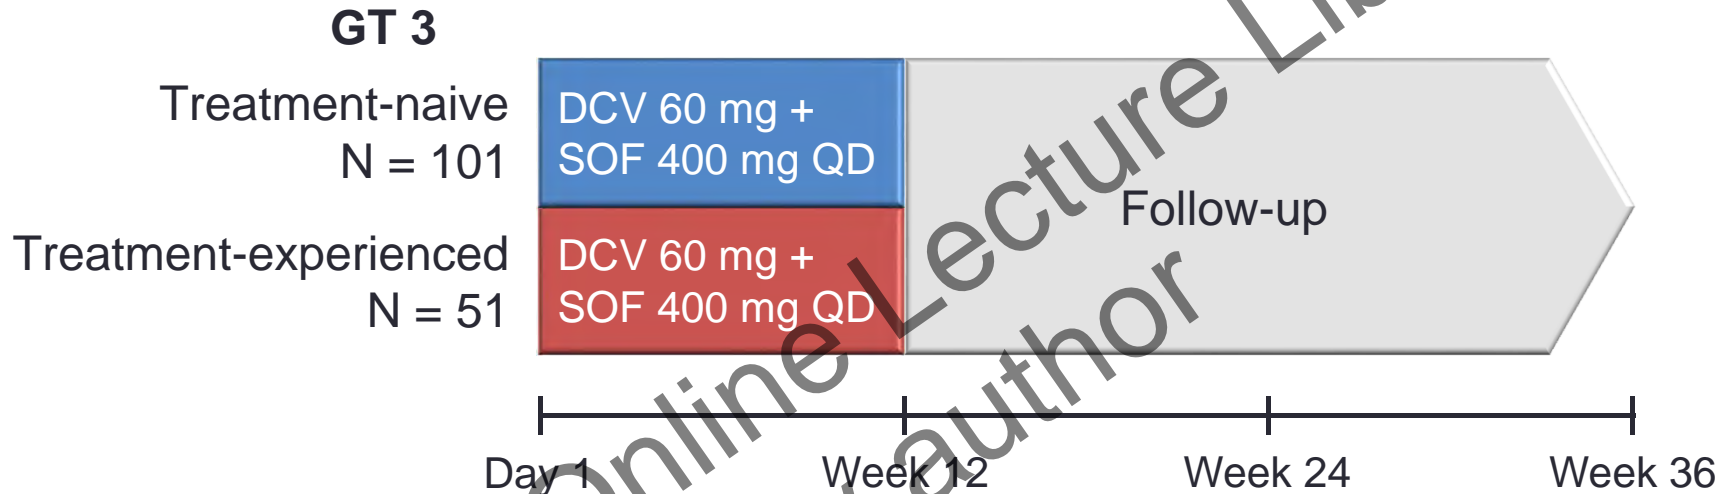 GT 3
Treatment-naive
N = 101
DCV 60 mg +
SOF 400 mg QD
Treatment-experienced
N = 51
DCV 60 mg +
SOF 400 mg QD
Follow-up
Day 1
Week 12
Week 24
Week 36
Online Lecture
author